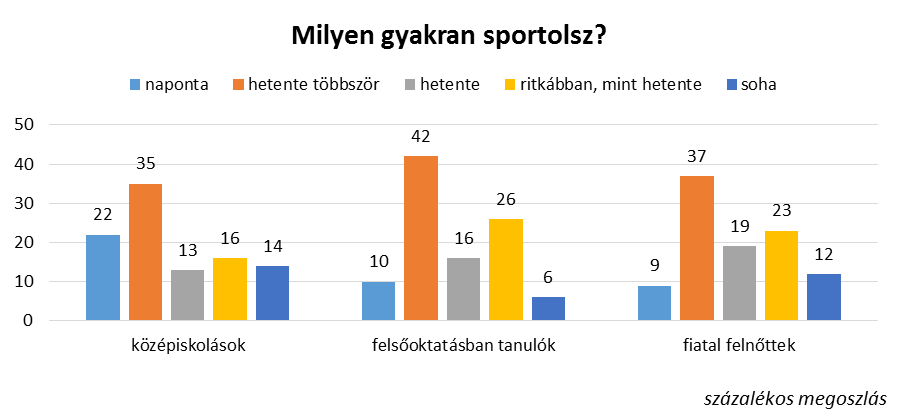 Milyen gyakran sportolsz?
naponta hetente többször hetente ritkábban, mint hetente soha
50
40
30
20
10
0
22 35 13 16 14
10 42 16 26 6
9 37 19 23 12
középiskolások felsőoktatásban tanulók fiatal felnőttek
százalékos megoszlás